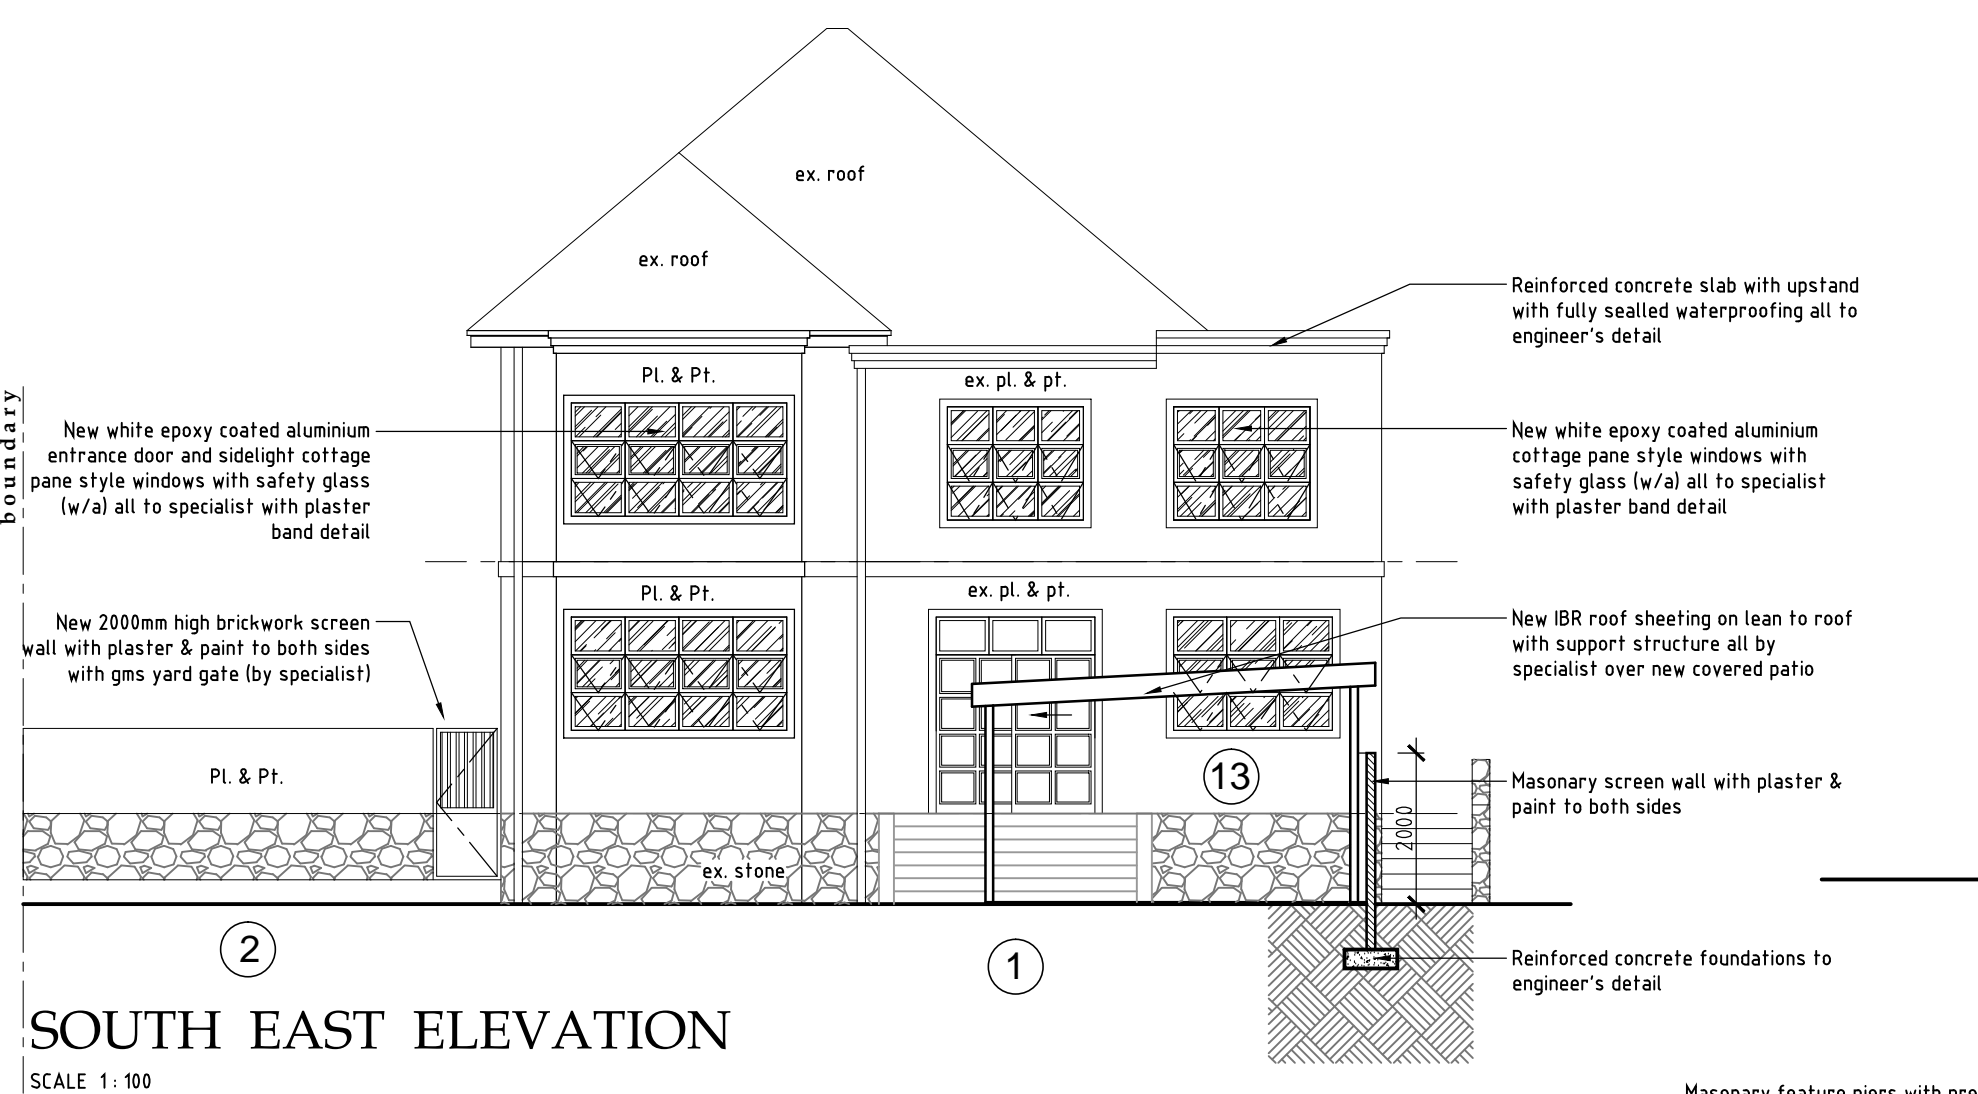 ex. roof
ex. roof
Reinforced concrete slab with upstand
with fully sealled waterproofing all to
engineer's detail
Pl. & Pt.
ex. pl. & pt.
boundary
New white epoxy coated aluminium
entrance door and sidelight cottage
pane style windows with safety glass
(w/a) all to specialist with plaster
band detail
New white epoxy coated aluminium
cottage pane style windows with
safety glass (w/a) all to specialist
with plaster band detail
Pl. & Pt.
ex. pl. & pt.
New 2000mm high brickwork screen
wall with plaster & paint to both sides
with gms yard gate (by specialist)
New IBR roof sheeting on lean to roof
with support structure all by
specialist over new covered patio
Pl. & Pt.
13
Masonary screen wall with plaster &
paint to both sides
2000
ex. stone
2
1
Reinforced concrete foundations to
engineer's detail
SOUTH EAST ELEVATION
SCALE 1 : 100
Masonary feature piers with pre